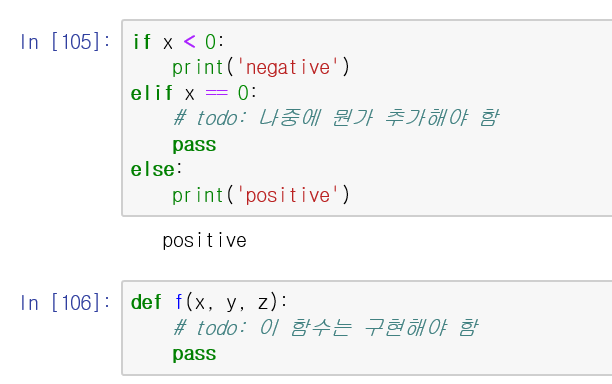 In [105]: if x < 0:
print('negative')
elif x == 0:
# todo: 나중에 뭔가 추가해야 함
pass
else:
print('positive')
positive
In [106]: def f(x, y, z):
# todo: 이 함수는 구현해야 함
pass